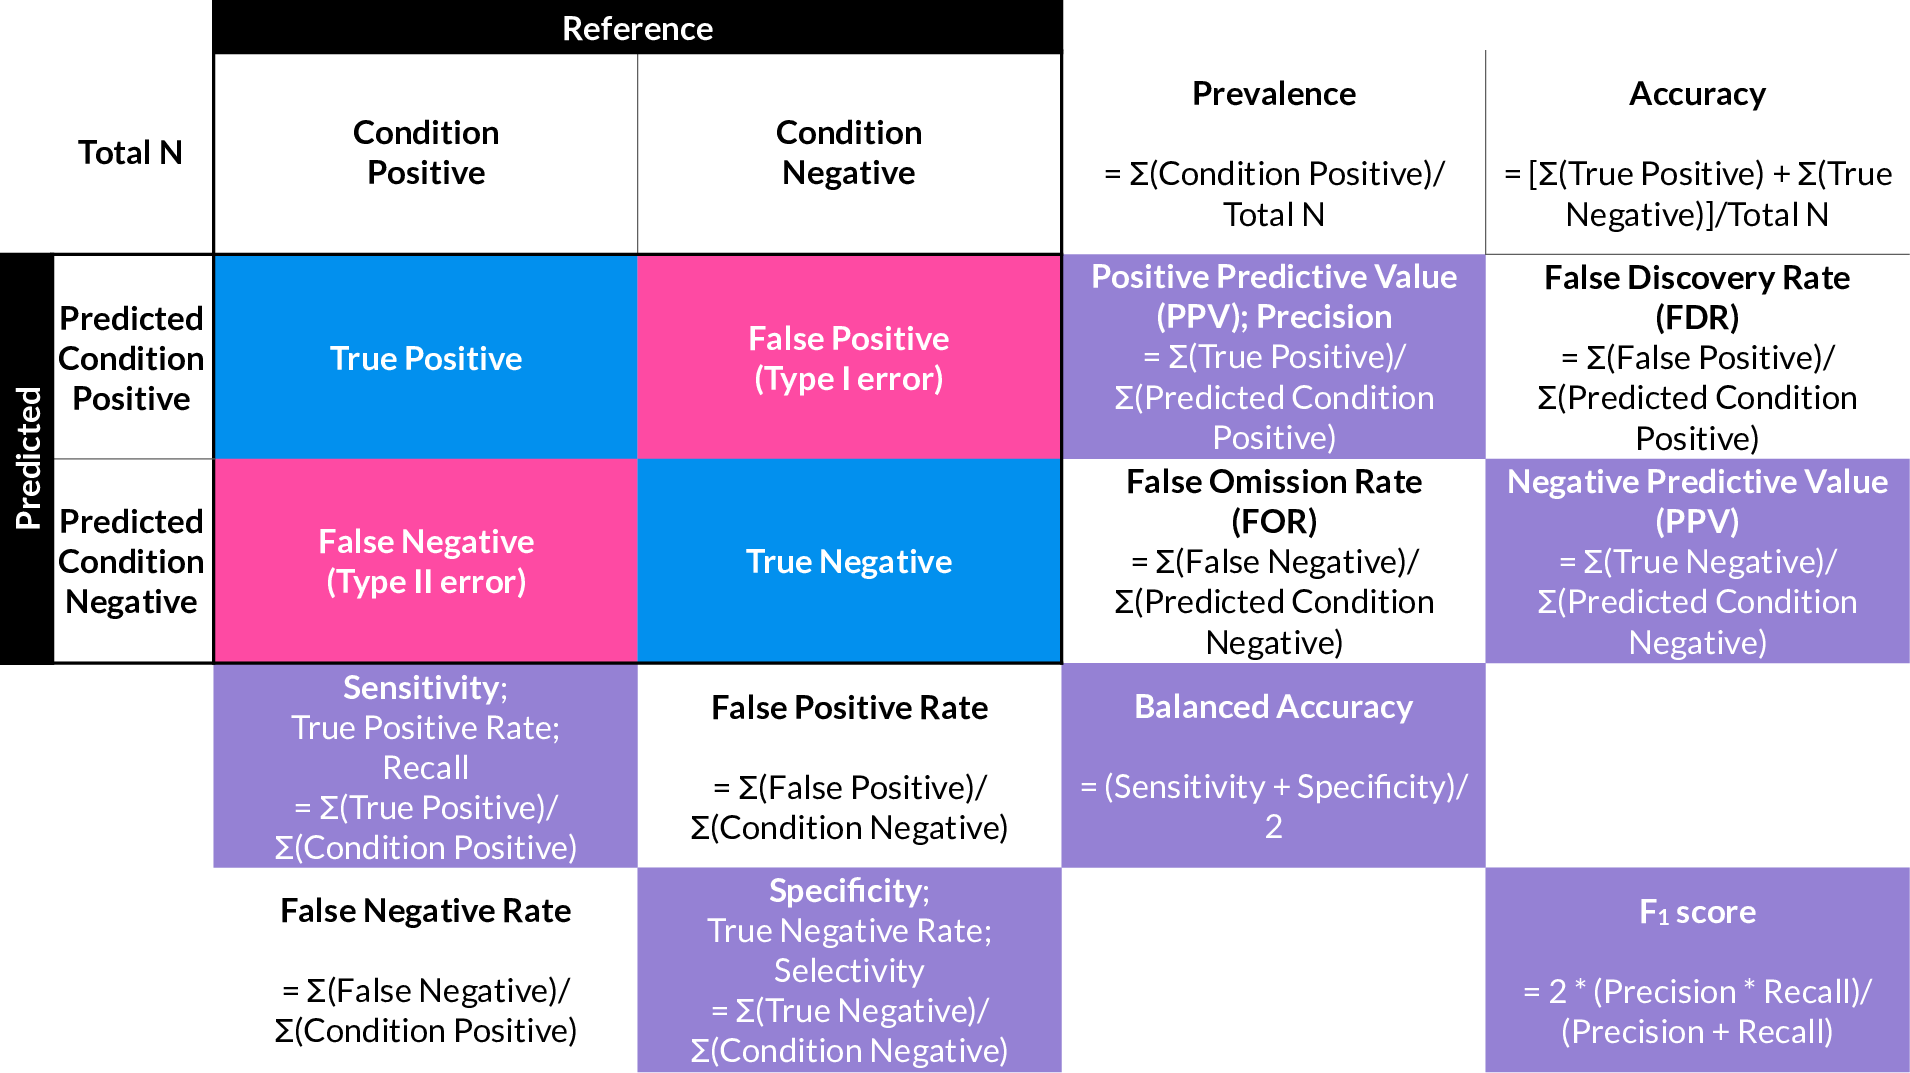 Reference
Total N
Condition
Positive
Condition
Negative
Prevalence
= Σ(Condition Positive)/
Total N
Accuracy
= [Σ(True Positive) + Σ(True
Negative)]/Total N
Predicted
Predicted
Condition
Positive
True Positive
False Positive
(Type I error)
Positive Predictive Value
(PPV); Precision
= Σ(True Positive)/
Σ(Predicted Condition
Positive)
False Discovery Rate
(FDR)
= Σ(False Positive)/
Σ(Predicted Condition
Positive)
Predicted
Condition
Negative
False Negative
(Type II error)
True Negative
False Omission Rate
(FOR)
= Σ(False Negative)/
Σ(Predicted Condition
Negative)
Negative Predictive Value
(PPV)
= Σ(True Negative)/
Σ(Predicted Condition
Negative)
Sensitivity;
True Positive Rate;
Recall
= Σ(True Positive)/
Σ(Condition Positive)
False Positive Rate
= Σ(False Positive)/
Σ(Condition Negative)
Balanced Accuracy
= (Sensitivity + Specificity)/
2
False Negative Rate
= Σ(False Negative)/
Σ(Condition Positive)
Specificity;
True Negative Rate;
Selectivity
= Σ(True Negative)/
Σ(Condition Negative)
F₁ score
= 2 * (Precision * Recall)/
(Precision + Recall)